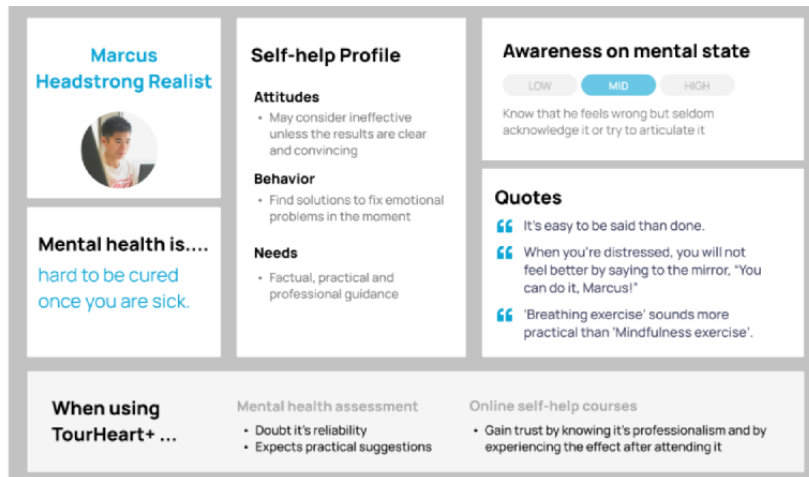 Marcus
Headstrong Realist
Mental health is....
hard to be cured
once you are sick.
Self-help Profile
Attitudes
• May consider ineffective
unless the results are clear
and convincing
Behavior
• Find solutions to fix emotional
problems in the moment
Needs
• Factual, practical and
professional guidance
Awareness on mental state
LOW
MID
HIGH
Know that he feels wrong but seldom
acknowledge it or try to articulate it
Quotes
It's easy to be said than done.
When you're distressed, you will not
feel better by saying to the mirror, "You
can do it, Marcus!"
'Breathing exercise' sounds more
practical than 'Mindfulness exercise'.
When using
TourHeart+ ...
Mental health assessment
• Doubt it's reliability
• Expects practical suggestions
Online self-help courses
• Gain trust by knowing it's professionalism and by
experiencing the effect after attending it